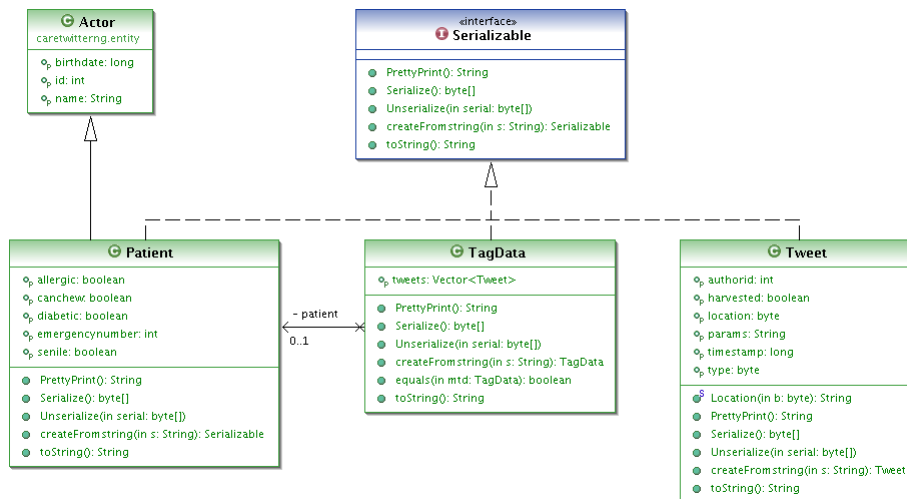 Actor
caretwitterng.entity
birthdate: long
id: int
name: String
«interface»
Serializable
PrettyPrint(): String
Serialize(): byte[]
Unserialize(in serial: byte[])
createFromstring(in s: String): Serializable
toString(): String
Patient
allergic: boolean
canchew: boolean
diabetic: boolean
emergencynumber: int
senile: boolean
PrettyPrint(): String
Serialize(): byte[]
Unserialize(in serial: byte[])
createFromstring(in s: String): Serializable
toString(): String
- patient
0..1
TagData
tweets: Vector<Tweet>
PrettyPrint(): String
Serialize(): byte[]
Unserialize(in serial: byte[])
createFromstring(in s: String): TagData
equals(in mtd: TagData): boolean
toString(): String
Tweet
authorid: int
harvested: boolean
location: byte
params: String
timestamp: long
type: byte
Location(in b: byte): String
PrettyPrint(): String
Serialize(): byte[]
Unserialize(in serial: byte[])
createFromstring(in s: String): Tweet
toString(): String